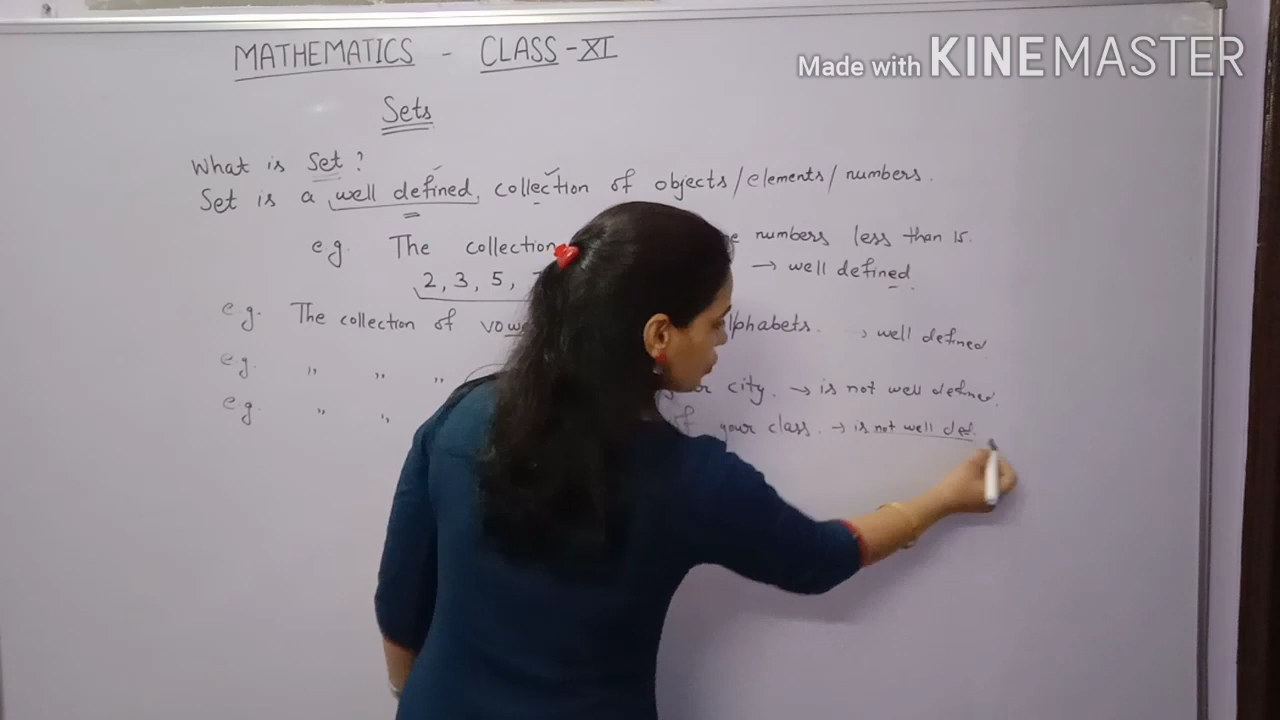 Made with KINEMASTER
MATHEMATICS - CLASS-XI
Sets
What is Set?
Set is a well defined, collection of objects/elements/numbers.
e.g. The collection numbers less than 15.
2, 3, 5, → well defined
e.g. The collection of alphabets. , well defined
e.g. " " " city. → is not well defined.
e.g. " " your class. → is not well def.